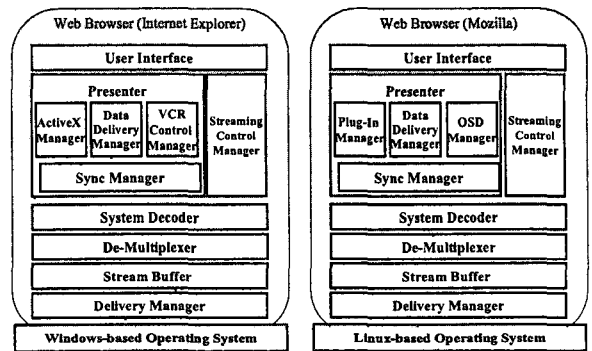 Web Browser (Internet Explorer)
User Interface
Presenter
ActiveX
Manager
Data
Delivery
Manager
VCR
Control
Manager
Streaming
Control
Manager
Sync Manager
System Decoder
De-Multiplexer
Stream Buffer
Delivery Manager
Windows-based Operating System
Web Browser (Mozilla)
User Interface
Presenter
Plug-In
Manager
Data
Delivery
Manager
OSD
Manager
Streaming
Control
Manager
Sync Manager
System Decoder
De-Multiplexer
Stream Buffer
Delivery Manager
Linux-based Operating System